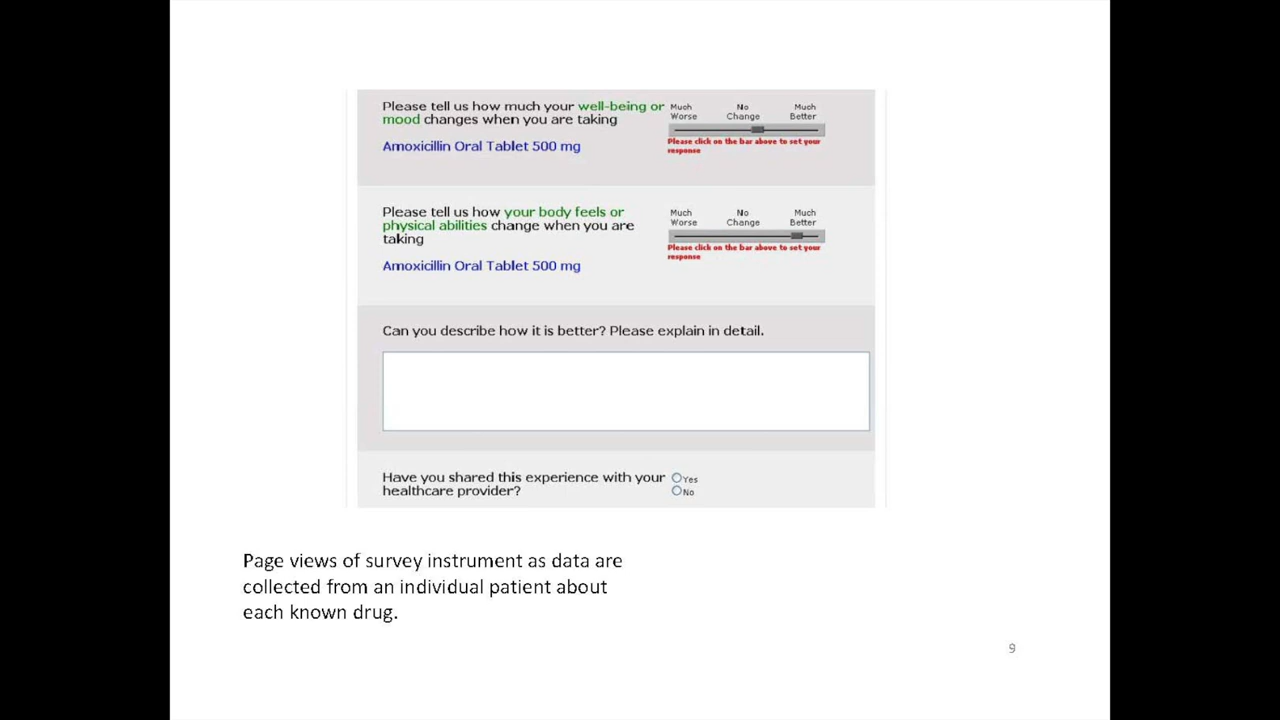 Please tell us how much your well-being or
mood changes when you are taking
Amoxicillin Oral Tablet 500 mg
Much Worse
No Change
Much Better
Please click on the bar above to set your
response
Please tell us how your body feels or
physical abilities change when you are
taking
Amoxicillin Oral Tablet 500 mg
Much Worse
No Change
Much Better
Please click on the bar above to set your
response
Can you describe how it is better? Please explain in detail.
Have you shared this experience with your
healthcare provider?
Yes
No
Page views of survey instrument as data are
collected from an individual patient about
each known drug.
9